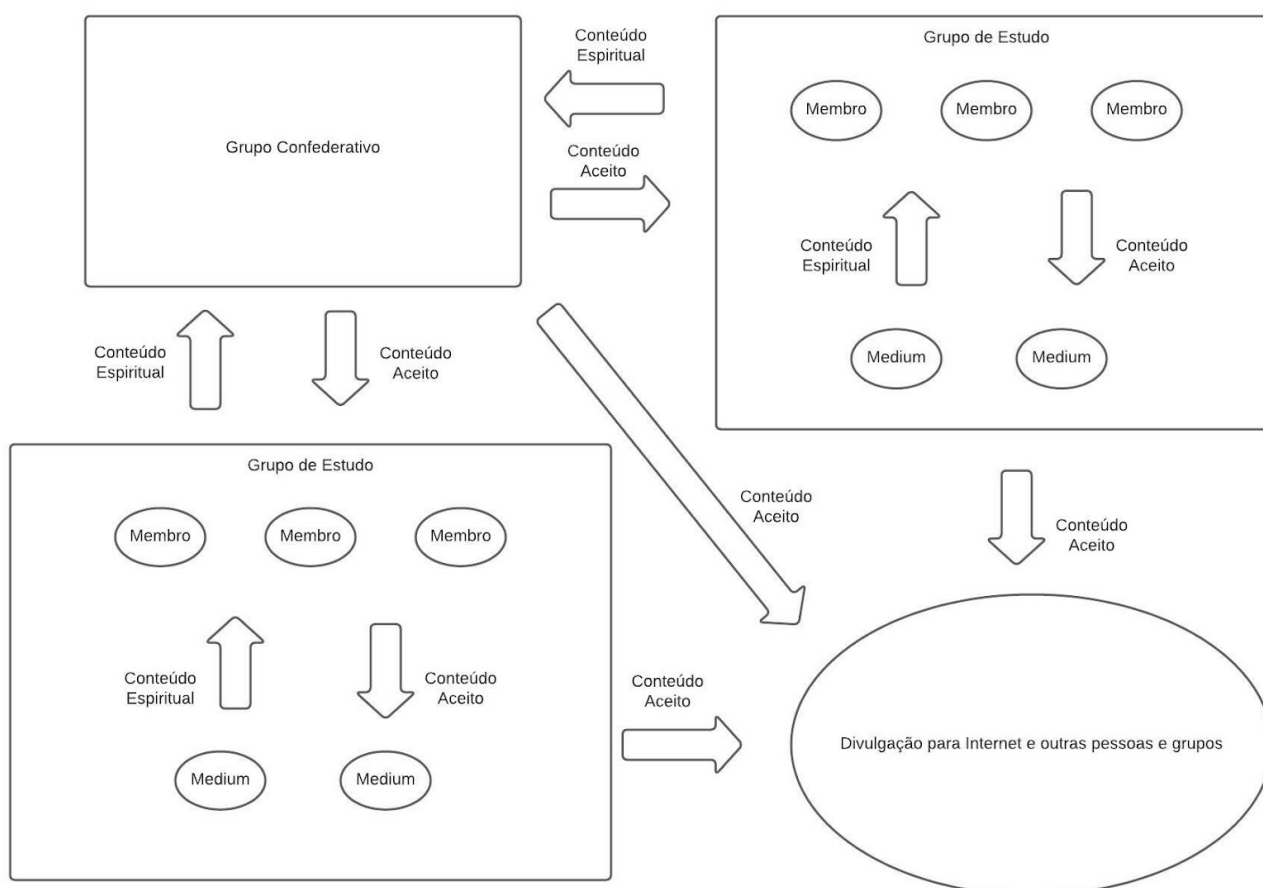 Conteúdo
Espiritual
Grupo de Estudo
Membro
Membro
Membro
Grupo Confederativo
Conteúdo
Aceito
Conteúdo
Espiritual
Conteúdo
Aceito
Medium
Medium
Conteúdo
Espiritual
Conteúdo
Aceito
Grupo de Estudo
Membro
Membro
Membro
Conteúdo
Aceito
Conteúdo
Aceito
Conteúdo
Espiritual
Conteúdo
Aceito
Conteúdo
Aceito
Medium
Medium
Divulgação para Internet e outras pessoas e grupos